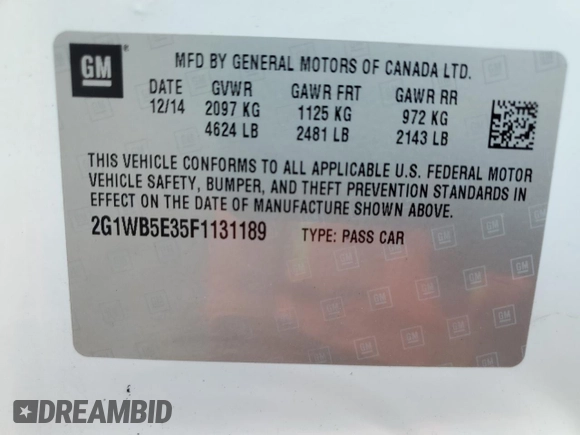 GM
MFD BY GENERAL MOTORS OF CANADA LTD.
DATE GVWR GAWR FRT GAWR RR
12/14 2097 KG 1125 KG 972 KG
4624 LB 2481 LB 2143 LB
THIS VEHICLE CONFORMS TO ALL APPLICABLE U.S. FEDERAL MOTOR
VEHICLE SAFETY, BUMPER, AND THEFT PREVENTION STANDARDS IN
EFFECT ON THE DATE OF MANUFACTURE SHOWN ABOVE.
2G1WB5E35F1131189 TYPE: PASS CAR
DREAMBID